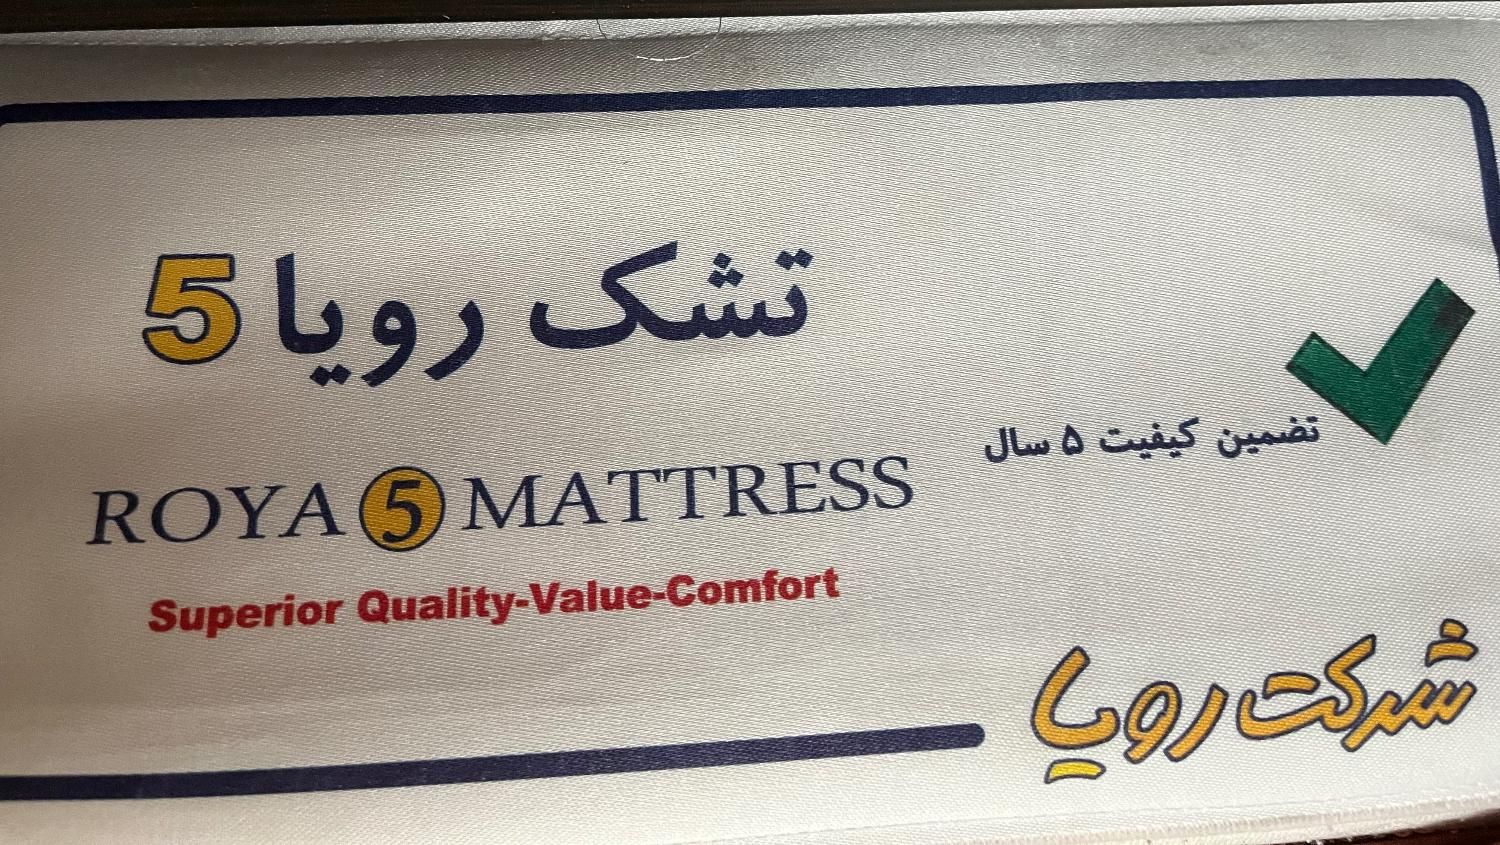 تشک رویا 5
تضمین کیفیت ۵ سال
ROYA 5 MATTRESS
Superior Quality-Value-Comfort
شرکت رویا